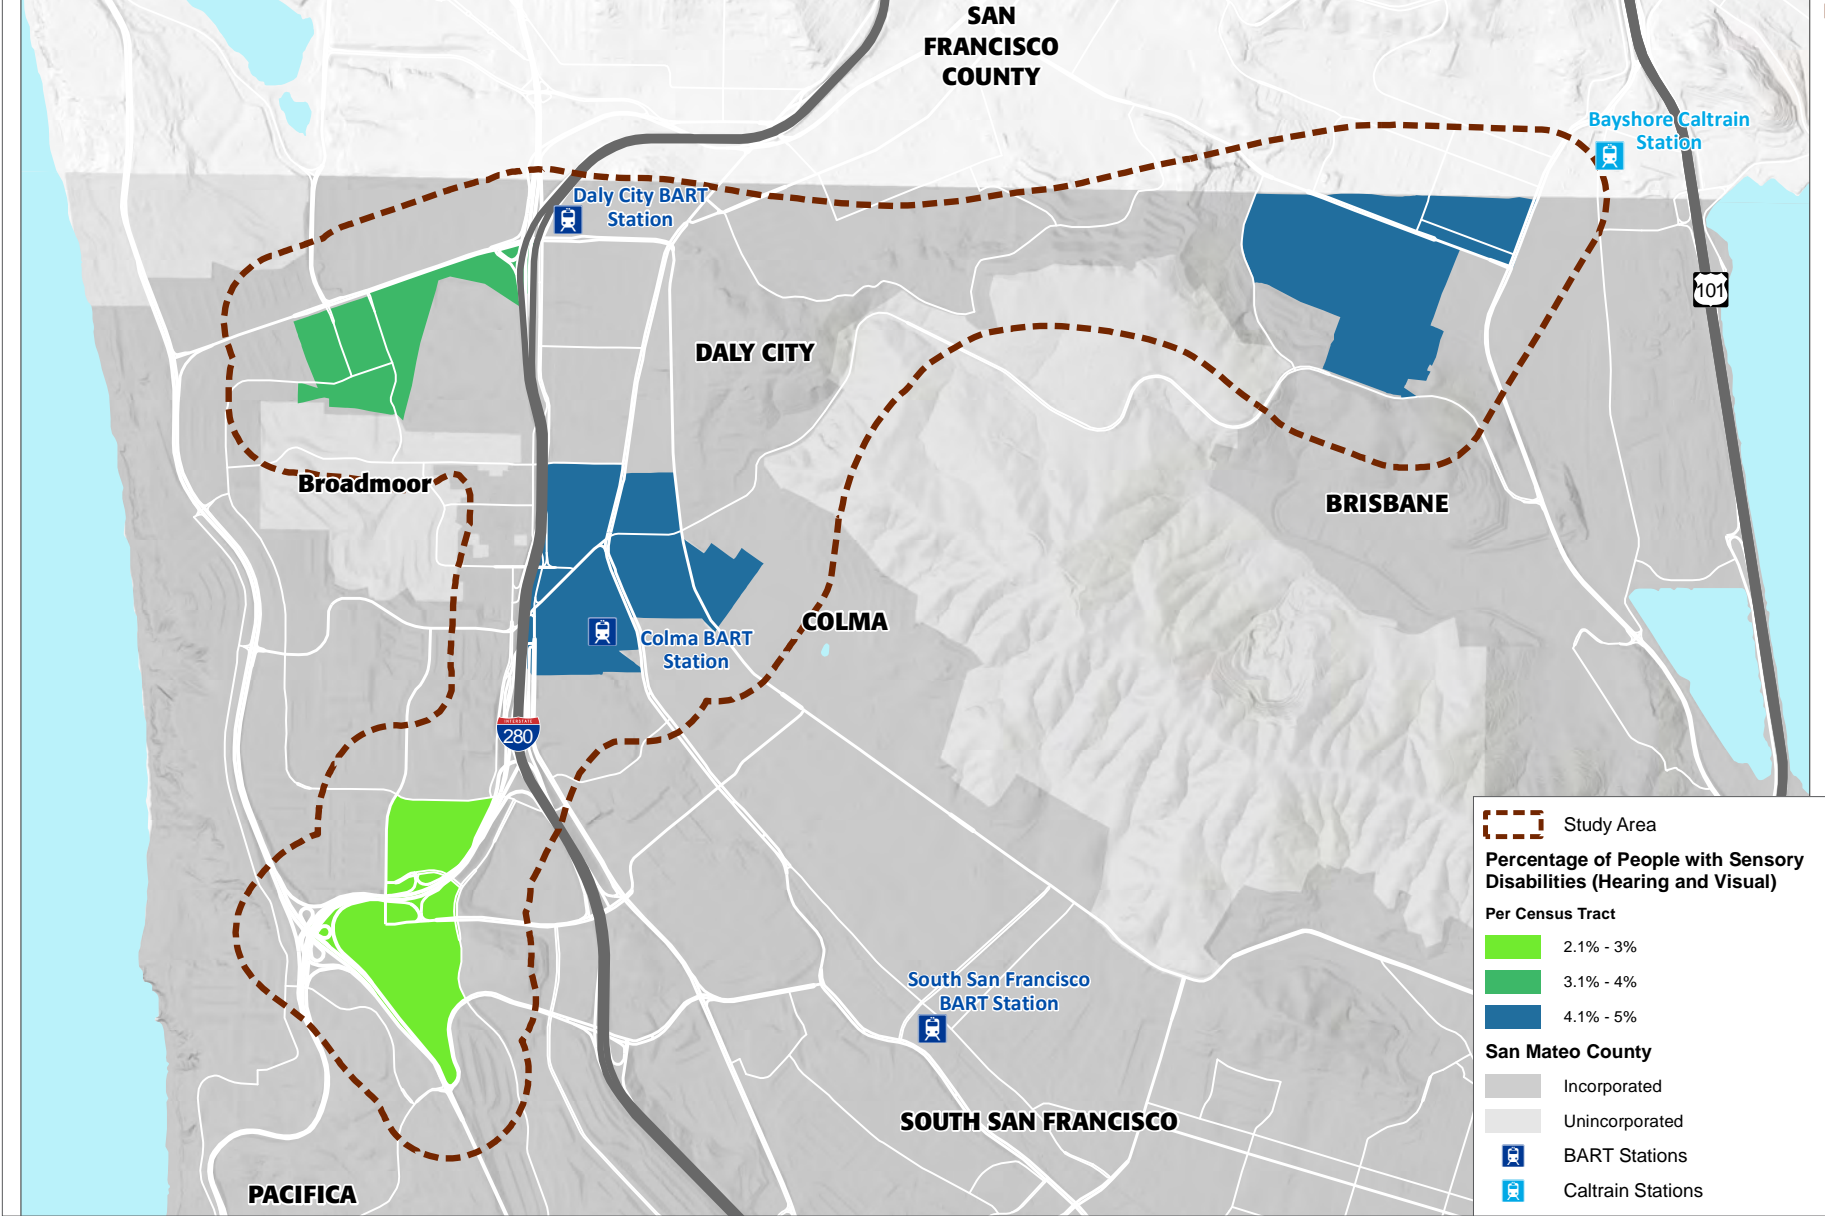 SAN
FRANCISCO
COUNTY
Bayshore Caltrain
Station
Daly City BART
Station
101
DALY CITY
Broadmoor
BRISBANE
COLMA
Colma BART
Station
INTERSTATE
280
South San Francisco
BART Station
SOUTH SAN FRANCISCO
PACIFICA
Study Area
Percentage of People with Sensory
Disabilities (Hearing and Visual)
Per Census Tract
2.1% - 3%
3.1% - 4%
4.1% - 5%
San Mateo County
Incorporated
Unincorporated
BART Stations
Caltrain Stations